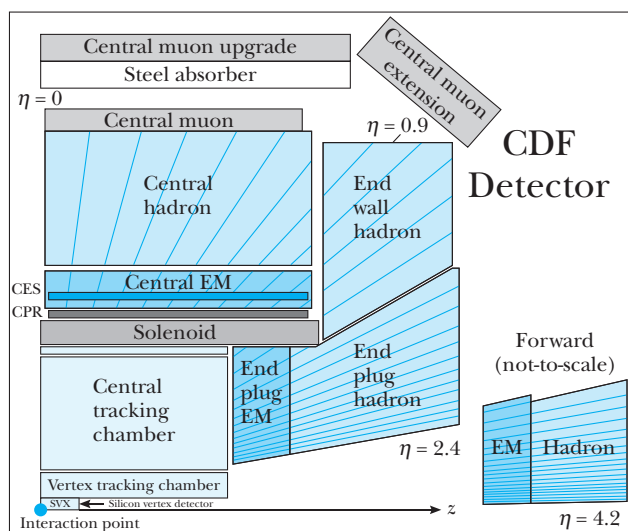 Central muon upgrade
Steel absorber
Central muon
extension
η = 0
Central muon
η = 0.9
CDF
Detector
Central
hadron
End
wall
hadron
Central EM
CES
CPR
Solenoid
Central
tracking
chamber
End
plug
EM
End
plug
hadron
Forward
(not-to-scale)
EM
Hadron
η = 2.4
Vertex tracking chamber
SVX
Silicon vertex detector
z
Interaction point
η = 4.2